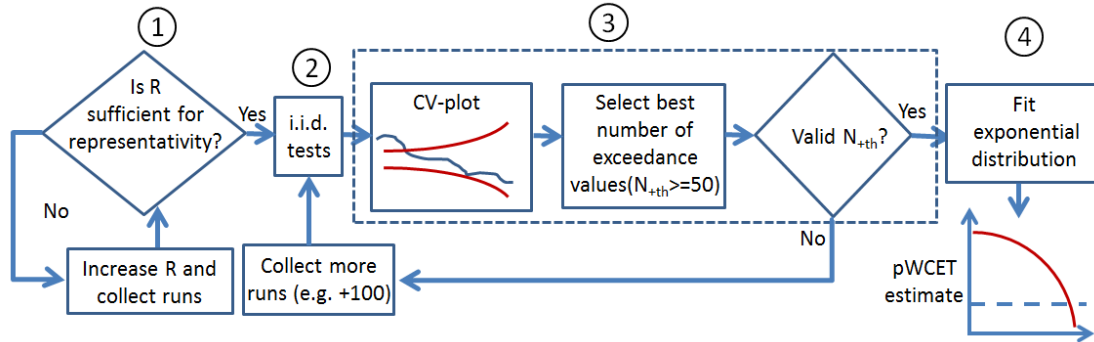 1
Is R
sufficient for
representativity?
Yes
No
Increase R and
collect runs
2
i.i.d.
tests
Collect more
runs (e.g. +100)
3
CV-plot
Select best
number of
exceedance
values(N+th>=50)
Valid N+th?
Yes
No
4
Fit
exponential
distribution
pWCET
estimate